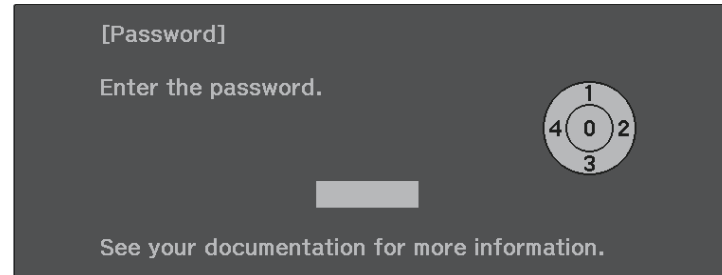 [Password]
Enter the password.
1
4 0 2
3
See your documentation for more information.